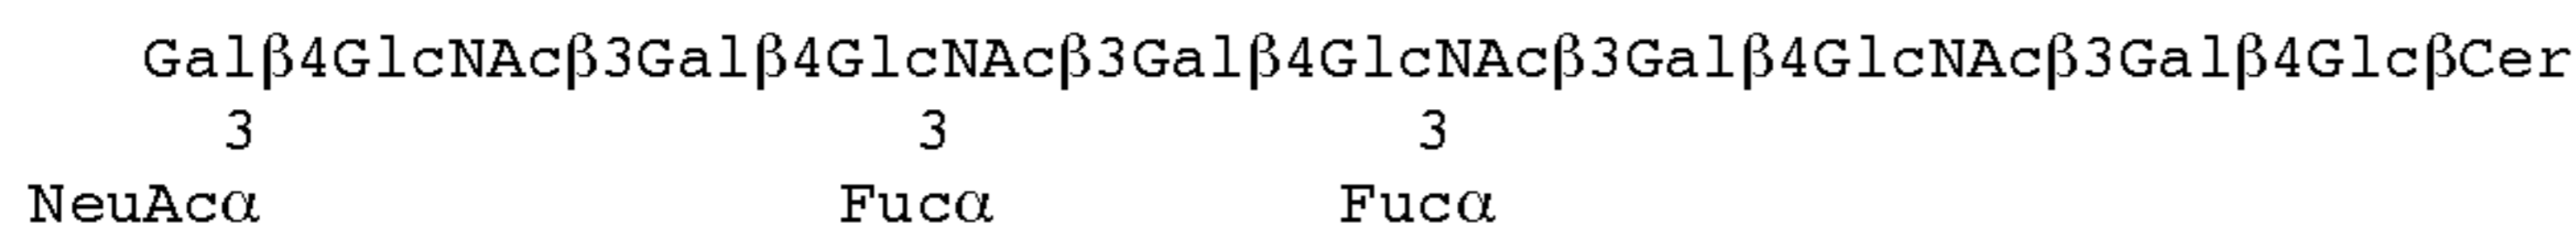 Galβ4GlcNAcβ3Galβ4GlcNAcβ3Galβ4GlcNAcβ3Galβ4GlcNAcβ3Galβ4GlcβCer
3 3 3
NeuAcα Fucα Fucα